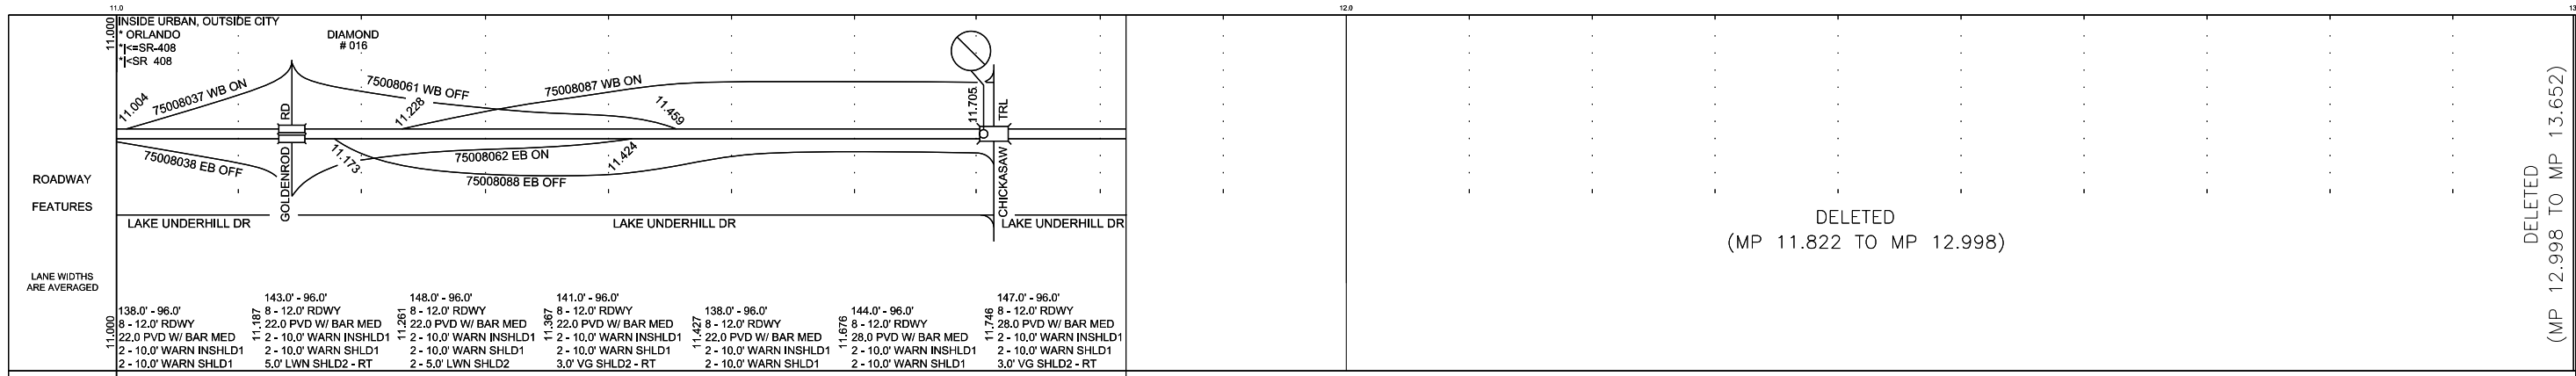 11.0
12.0
13
11.000
INSIDE URBAN, OUTSIDE CITY
* ORLANDO
*|<=SR-408
*|<SR 408
DIAMOND
# 016
11.004
75008037 WB ON
75008061 WB OFF
11.228
75008087 WB ON
11.459
11.705
RD
TRL
75008038 EB OFF
11.173
75008062 EB ON
11.424
75008088 EB OFF
GOLDENROD
CHICKASAW
ROADWAY
FEATURES
LAKE UNDERHILL DR
LAKE UNDERHILL DR
LAKE UNDERHILL DR
DELETED
(MP 11.822 TO MP 12.998)
DELETED
(MP 12.998 TO MP 13.652)
LANE WIDTHS
ARE AVERAGED
11.000
138.0' - 96.0'
8 - 12.0' RDWY
22.0 PVD W/ BAR MED
2 - 10.0' WARN INSHLD1
2 - 10.0' WARN SHLD1
11.187
143.0' - 96.0'
8 - 12.0' RDWY
22.0 PVD W/ BAR MED
2 - 10.0' WARN INSHLD1
2 - 10.0' WARN SHLD1
5.0' LWN SHLD2 - RT
11.261
148.0' - 96.0'
8 - 12.0' RDWY
22.0 PVD W/ BAR MED
2 - 10.0' WARN INSHLD1
2 - 10.0' WARN SHLD1
2 - 5.0' LWN SHLD2
11.367
141.0' - 96.0'
8 - 12.0' RDWY
22.0 PVD W/ BAR MED
2 - 10.0' WARN INSHLD1
2 - 10.0' WARN SHLD1
3.0' VG SHLD2 - RT
11.427
138.0' - 96.0'
8 - 12.0' RDWY
22.0 PVD W/ BAR MED
2 - 10.0' WARN INSHLD1
2 - 10.0' WARN SHLD1
11.676
144.0' - 96.0'
8 - 12.0' RDWY
28.0 PVD W/ BAR MED
2 - 10.0' WARN INSHLD1
2 - 10.0' WARN SHLD1
11.746
147.0' - 96.0'
8 - 12.0' RDWY
28.0 PVD W/ BAR MED
2 - 10.0' WARN INSHLD1
2 - 10.0' WARN SHLD1
3.0' VG SHLD2 - RT